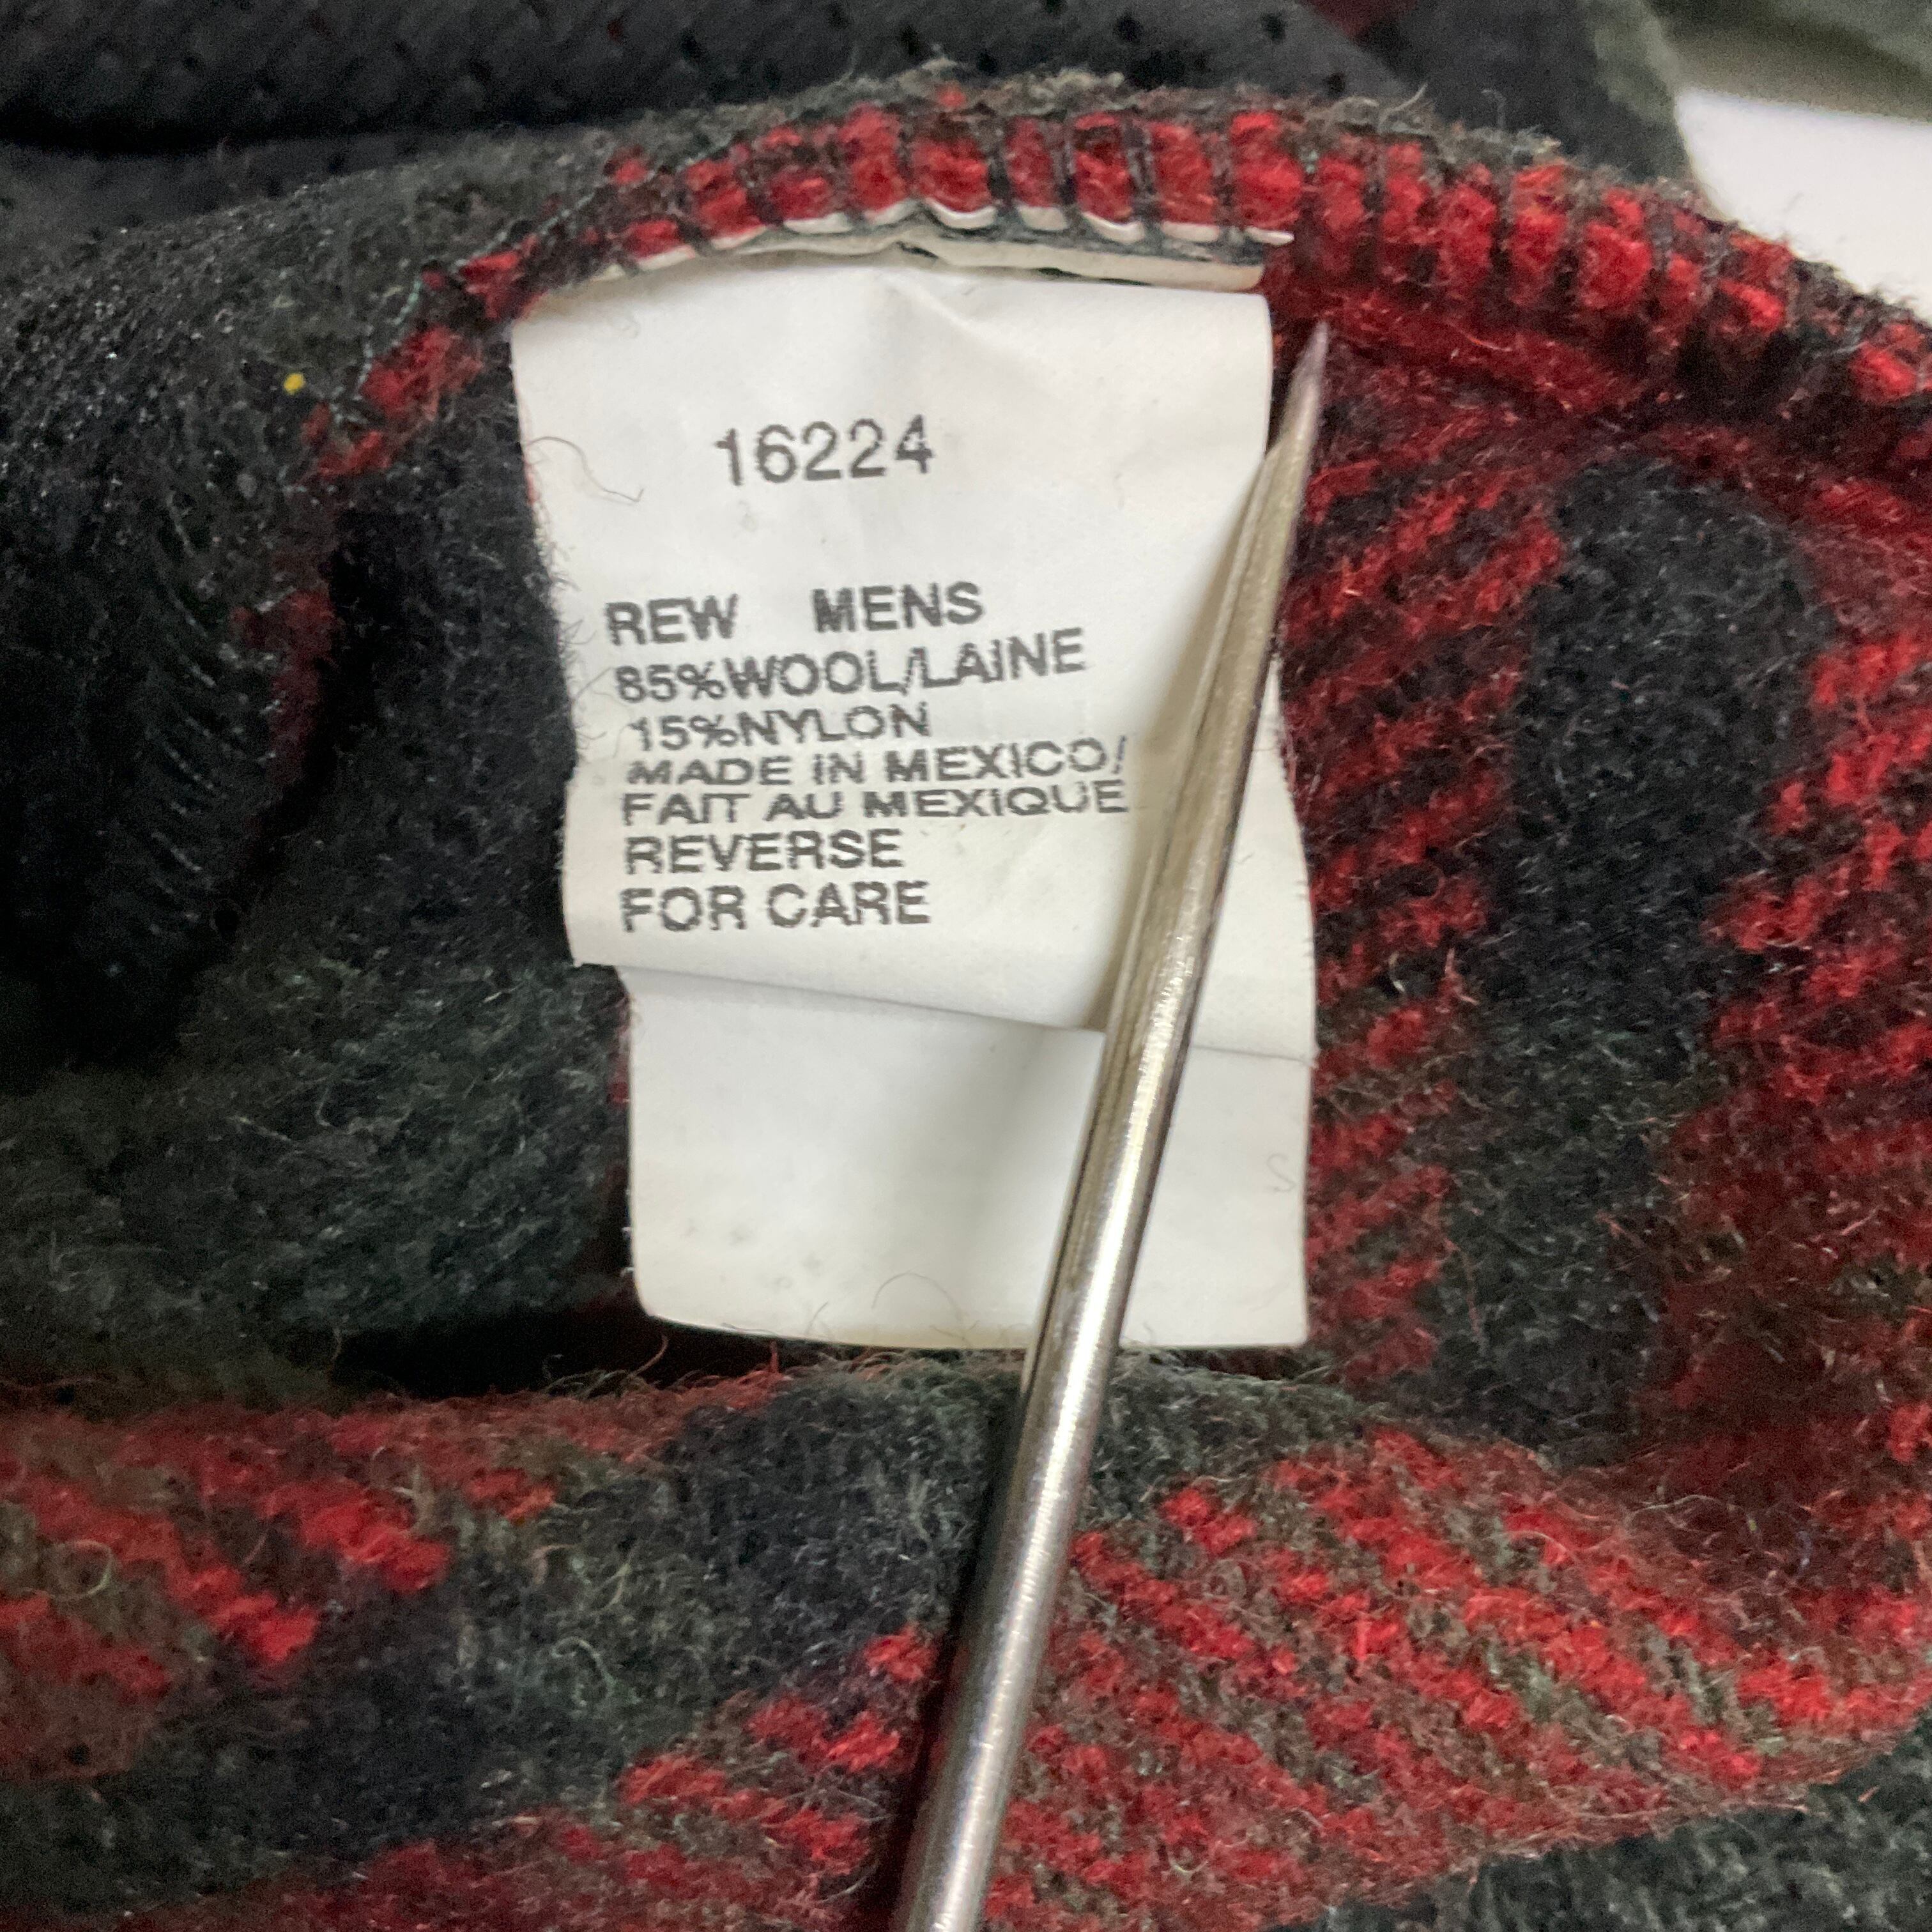 16224
REW MENS
85%WOOL/LAINE
15%NYLON
MADE IN MEXICO/
FAIT AU MEXIQUE
REVERSE
FOR CARE